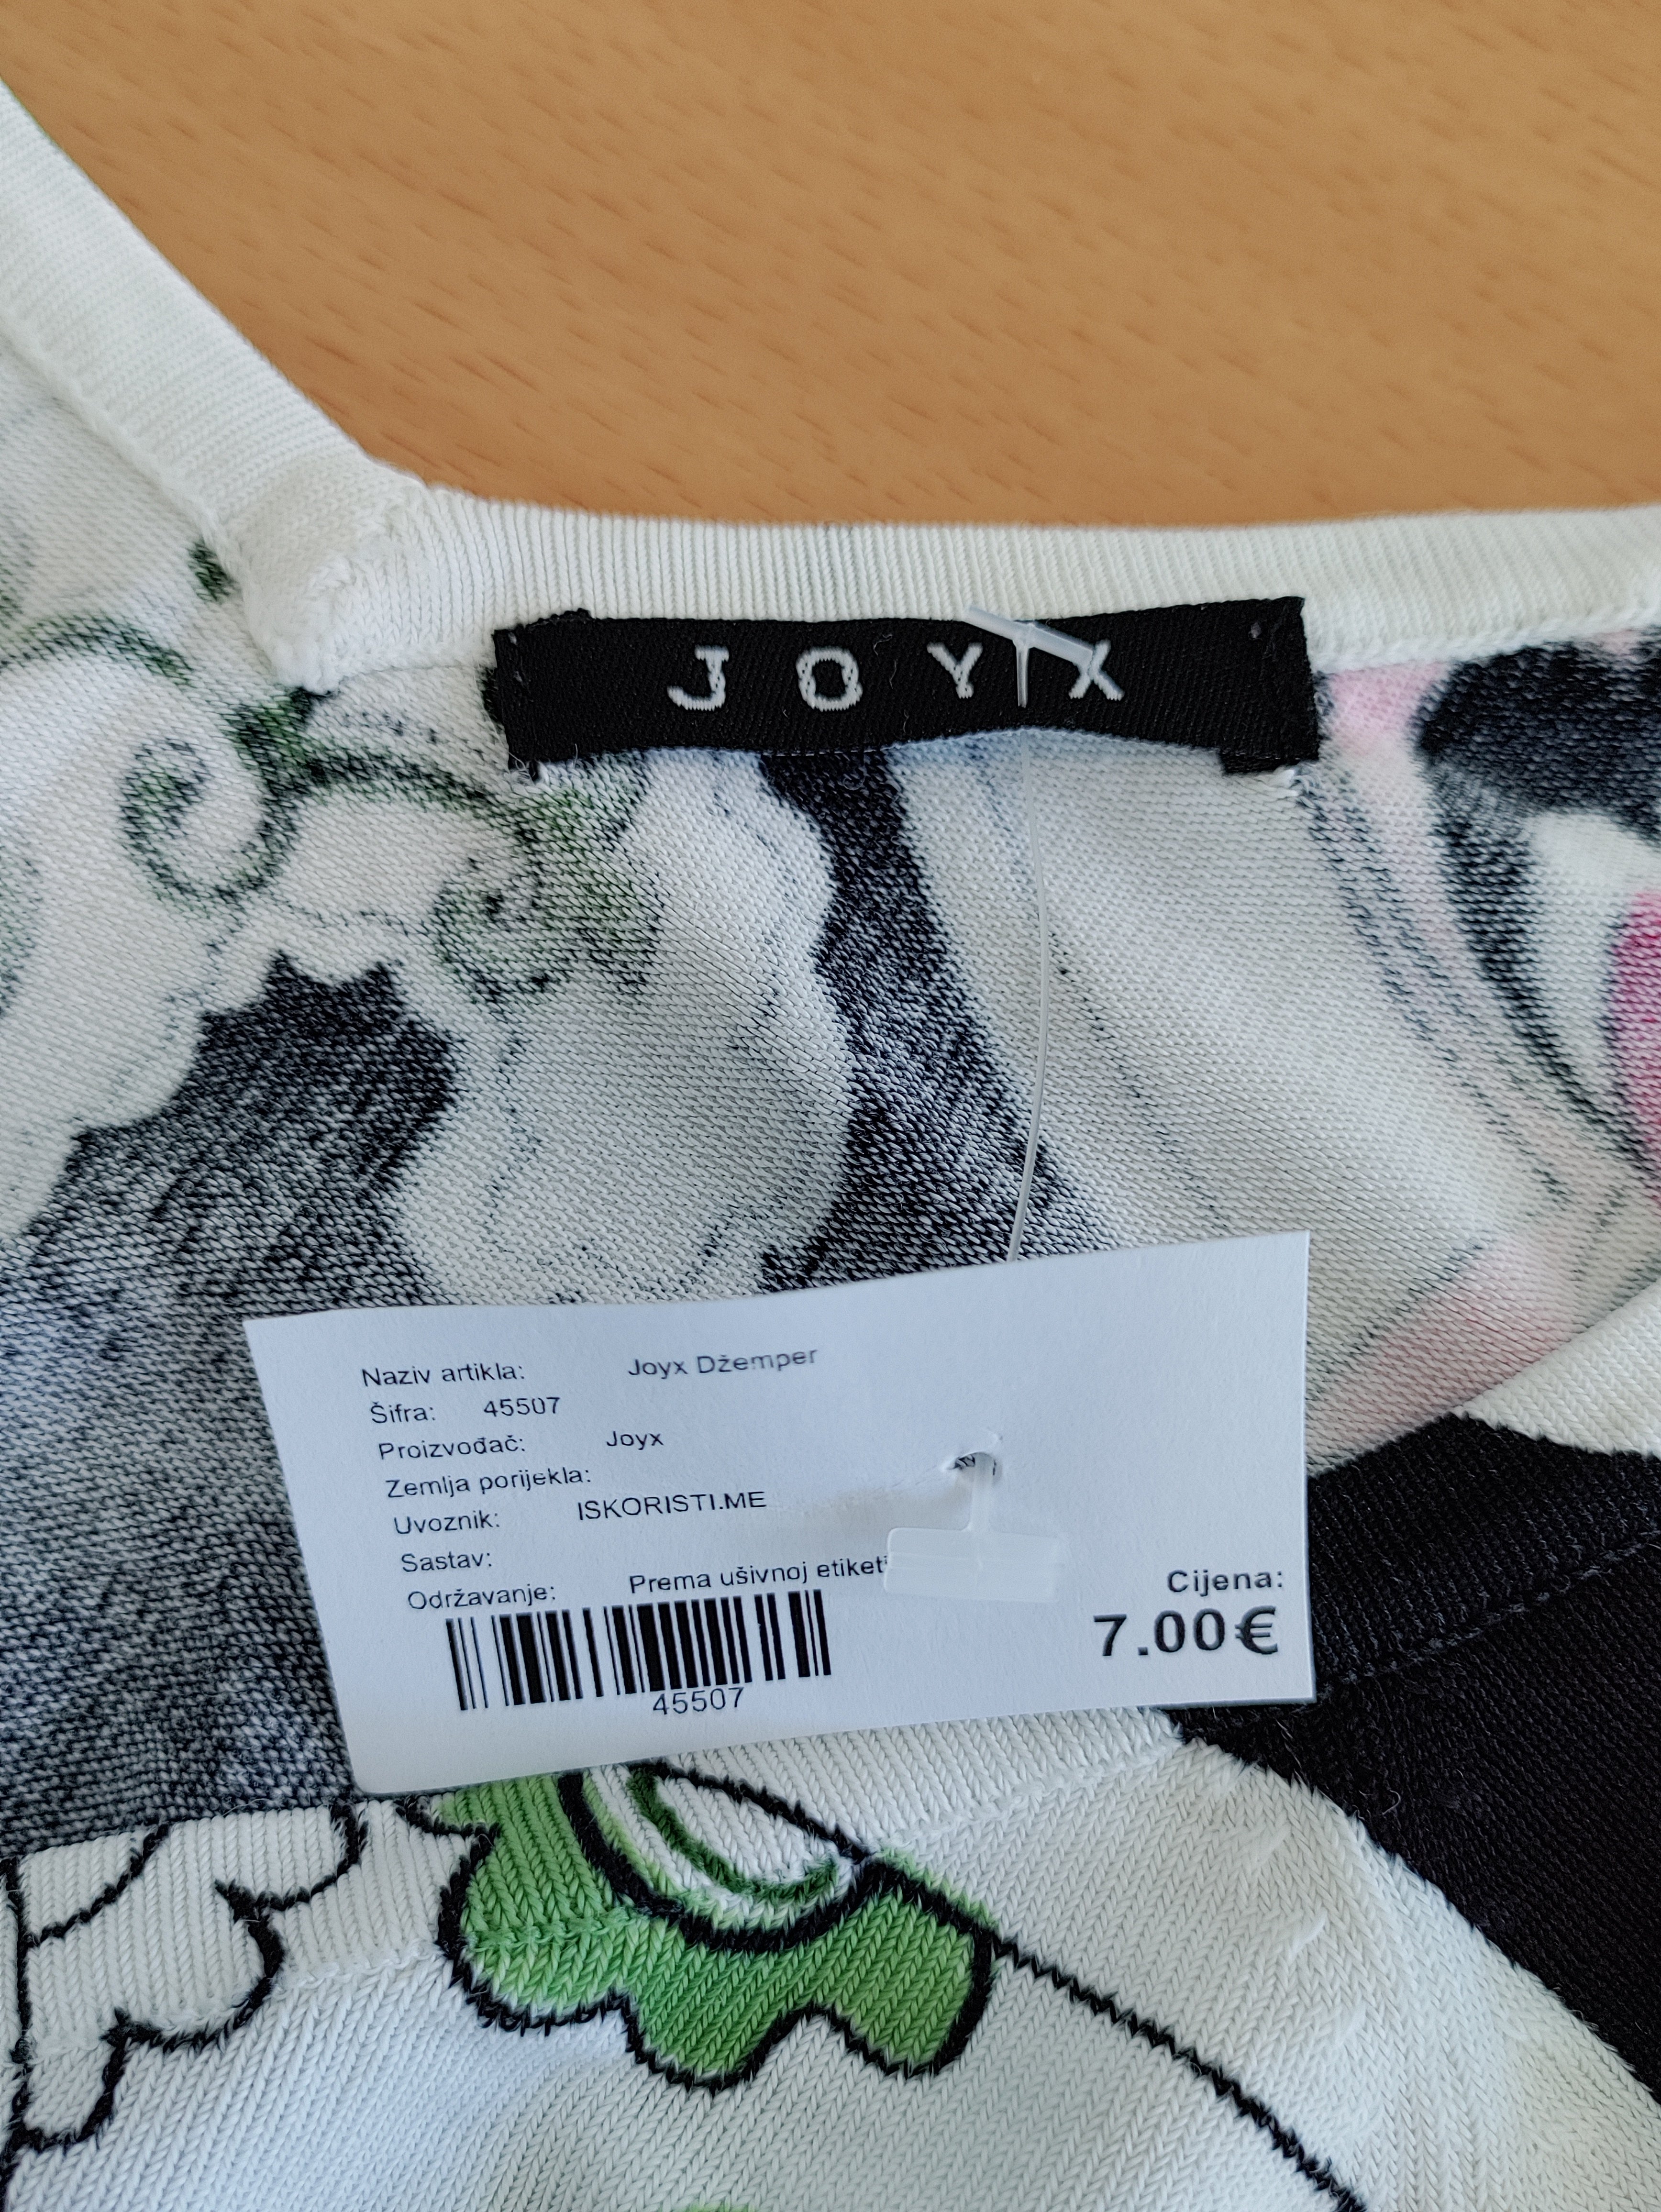 JOYX
Naziv artikla: Joyx Džemper
Šifra: 45507
Proizvođač: Joyx
Zemlja porijekla:
Uvoznik: ISKORISTI.ME
Sastav:
Održavanje: Prema ušivnoj
45507
Cijena:
7.00€